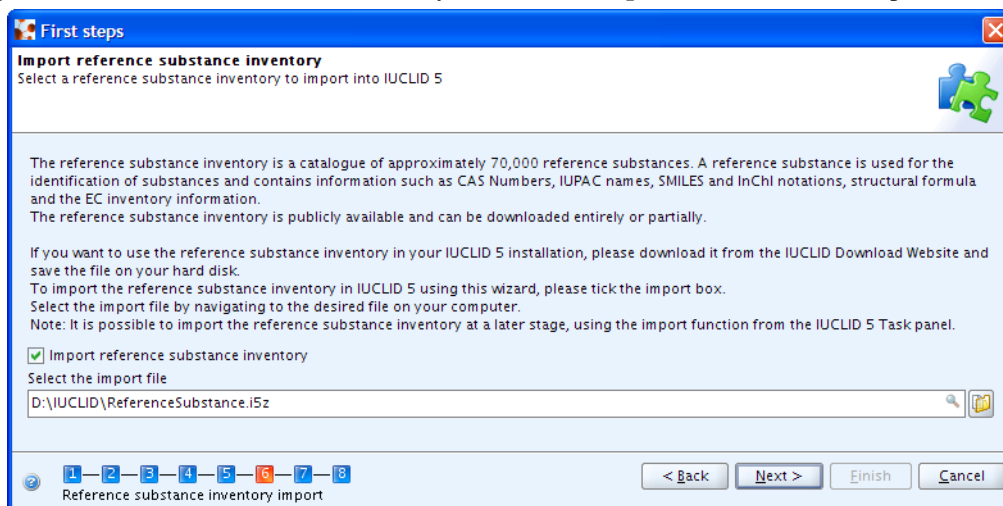 First steps
Import reference substance inventory
Select a reference substance inventory to import into IUCLID 5
The reference substance inventory is a catalogue of approximately 70,000 reference substances. A reference substance is used for the
identification of substances and contains information such as CAS Numbers, IUPAC names, SMILES and InChI notations, structural formula
and the EC inventory information.
The reference substance inventory is publicly available and can be downloaded entirely or partially.
If you want to use the reference substance inventory in your IUCLID 5 installation, please download it from the IUCLID Download Website and
save the file on your hard disk.
To import the reference substance inventory in IUCLID 5 using this wizard, please tick the import box.
Select the import file by navigating to the desired file on your computer.
Note: It is possible to import the reference substance inventory at a later stage, using the import function from the IUCLID 5 Task panel.
Import reference substance inventory
Select the import file
D:\IUCLID\ReferenceSubstance.i5z
1 2 3 4 5 6 7 8
Reference substance inventory import
< Back Next > Finish Cancel